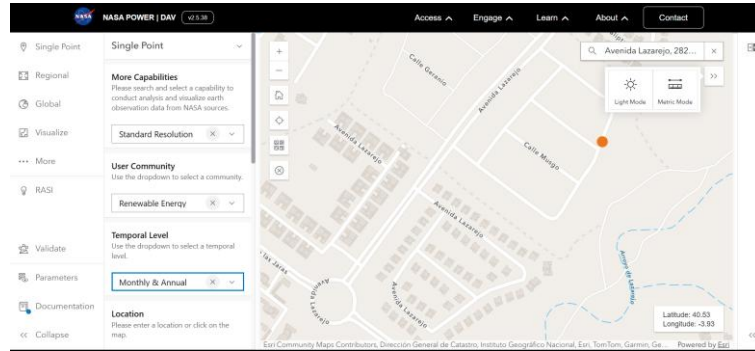 NASA
NASA POWER | DAV
v2.5.38
Access
Engage
Learn
About
Contact
Single Point
Regional
Global
Visualize
More
RASI
Validate
Parameters
Documentation
Collapse
Single Point
More Capabilities
Please search and select a capability to
conduct analysis and visualize earth
observation data from NASA sources.
Standard Resolution
User Community
Use the dropdown to select a community.
Renewable Energy
Temporal Level
Use the dropdown to select a temporal
level.
Monthly & Annual
Location
Please enter a location or click on the
map.
Avenida Lazarejo, 282...
Light Mode
Metric Mode
Calle Geranio
Avenida Lazarejo
Avenida Lazarejo
Calle Musgo
Avenida Lazarejo
las Jaras
Avenida
Lazarejo
Avenida
Lazarejo
Arroyo de Lazarejo
Latitude: 40.53
Longitude: -3.93
Esri Community Maps Contributors, Dirección General de Catastro, Instituto Geográfico Nacional, Esri, TomTom, Garmin, Ge...
Powered by Esri